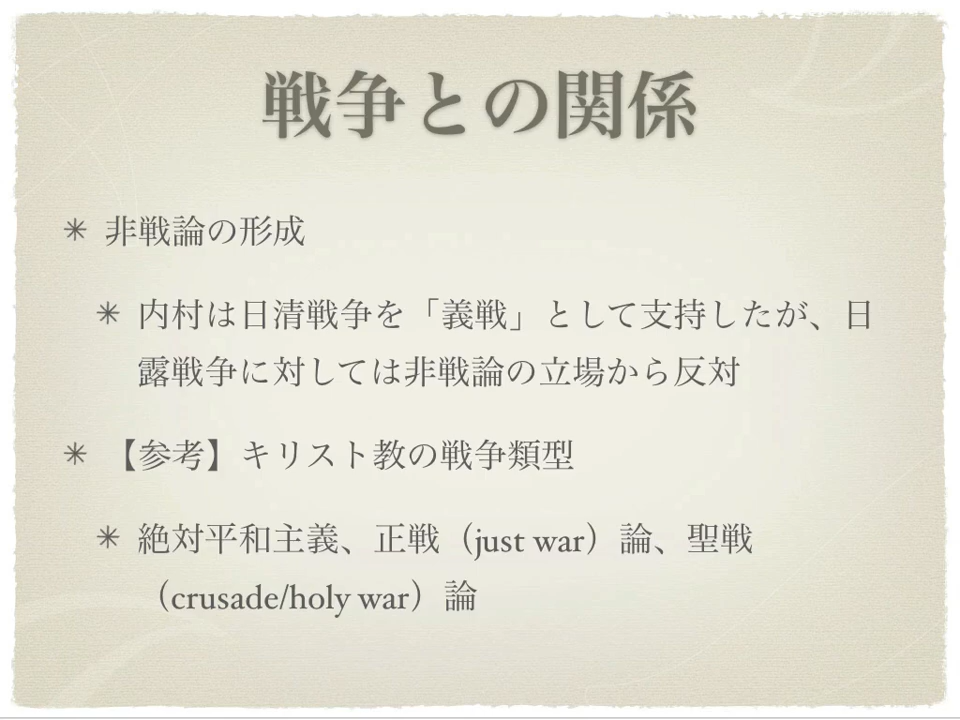 戦争との関係
✴ 非戦論の形成
✴ 内村は日清戦争を「義戦」として支持したが、日
露戦争に対しては非戦論の立場から反対
✴ 【参考】キリスト教の戦争類型
✴ 絶対平和主義、正戦（just war）論、聖戦
（crusade/holy war）論